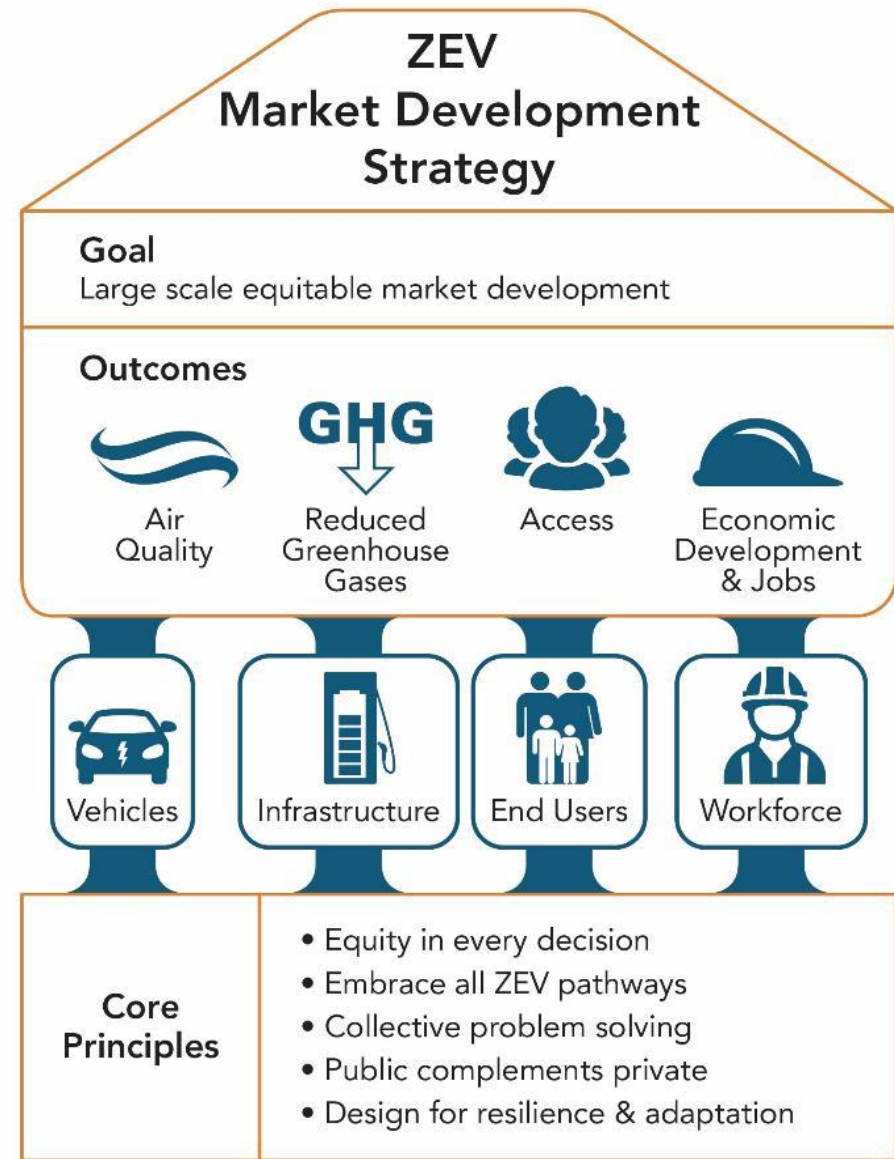 ZEV
Market Development
Strategy
Goal
Large scale equitable market development
Outcomes
GHG
Air
Quality
Reduced
Greenhouse
Gases
Access
Economic
Development
& Jobs
Vehicles
Infrastructure
End Users
Workforce
Core
Principles
• Equity in every decision
• Embrace all ZEV pathways
• Collective problem solving
• Public complements private
• Design for resilience & adaptation